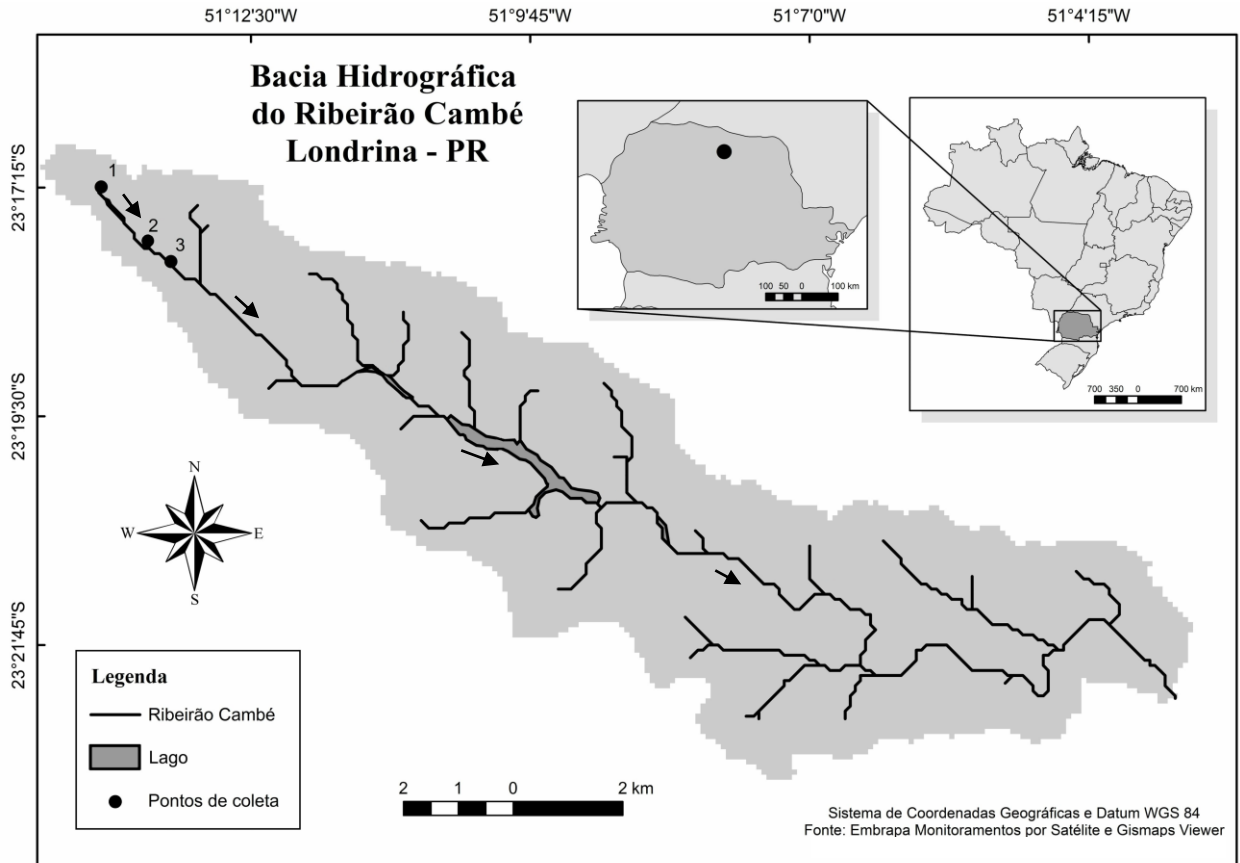 51°12'30"W
51°9'45"W
51°7'0"W
51°4'15"W
Bacia Hidrográfica
do Ribeirão Cambé
Londrina - PR
23°17'15"S
23°19'30"S
23°21'45"S
1
2
3
100 50 0 100 km
700 350 0 700 km
N
W
E
S
Legenda
Ribeirão Cambé
Lago
Pontos de coleta
2 1 0 2 km
Sistema de Coordenadas Geográficas e Datum WGS 84
Fonte: Embrapa Monitoramentos por Satélite e Gismaps Viewer